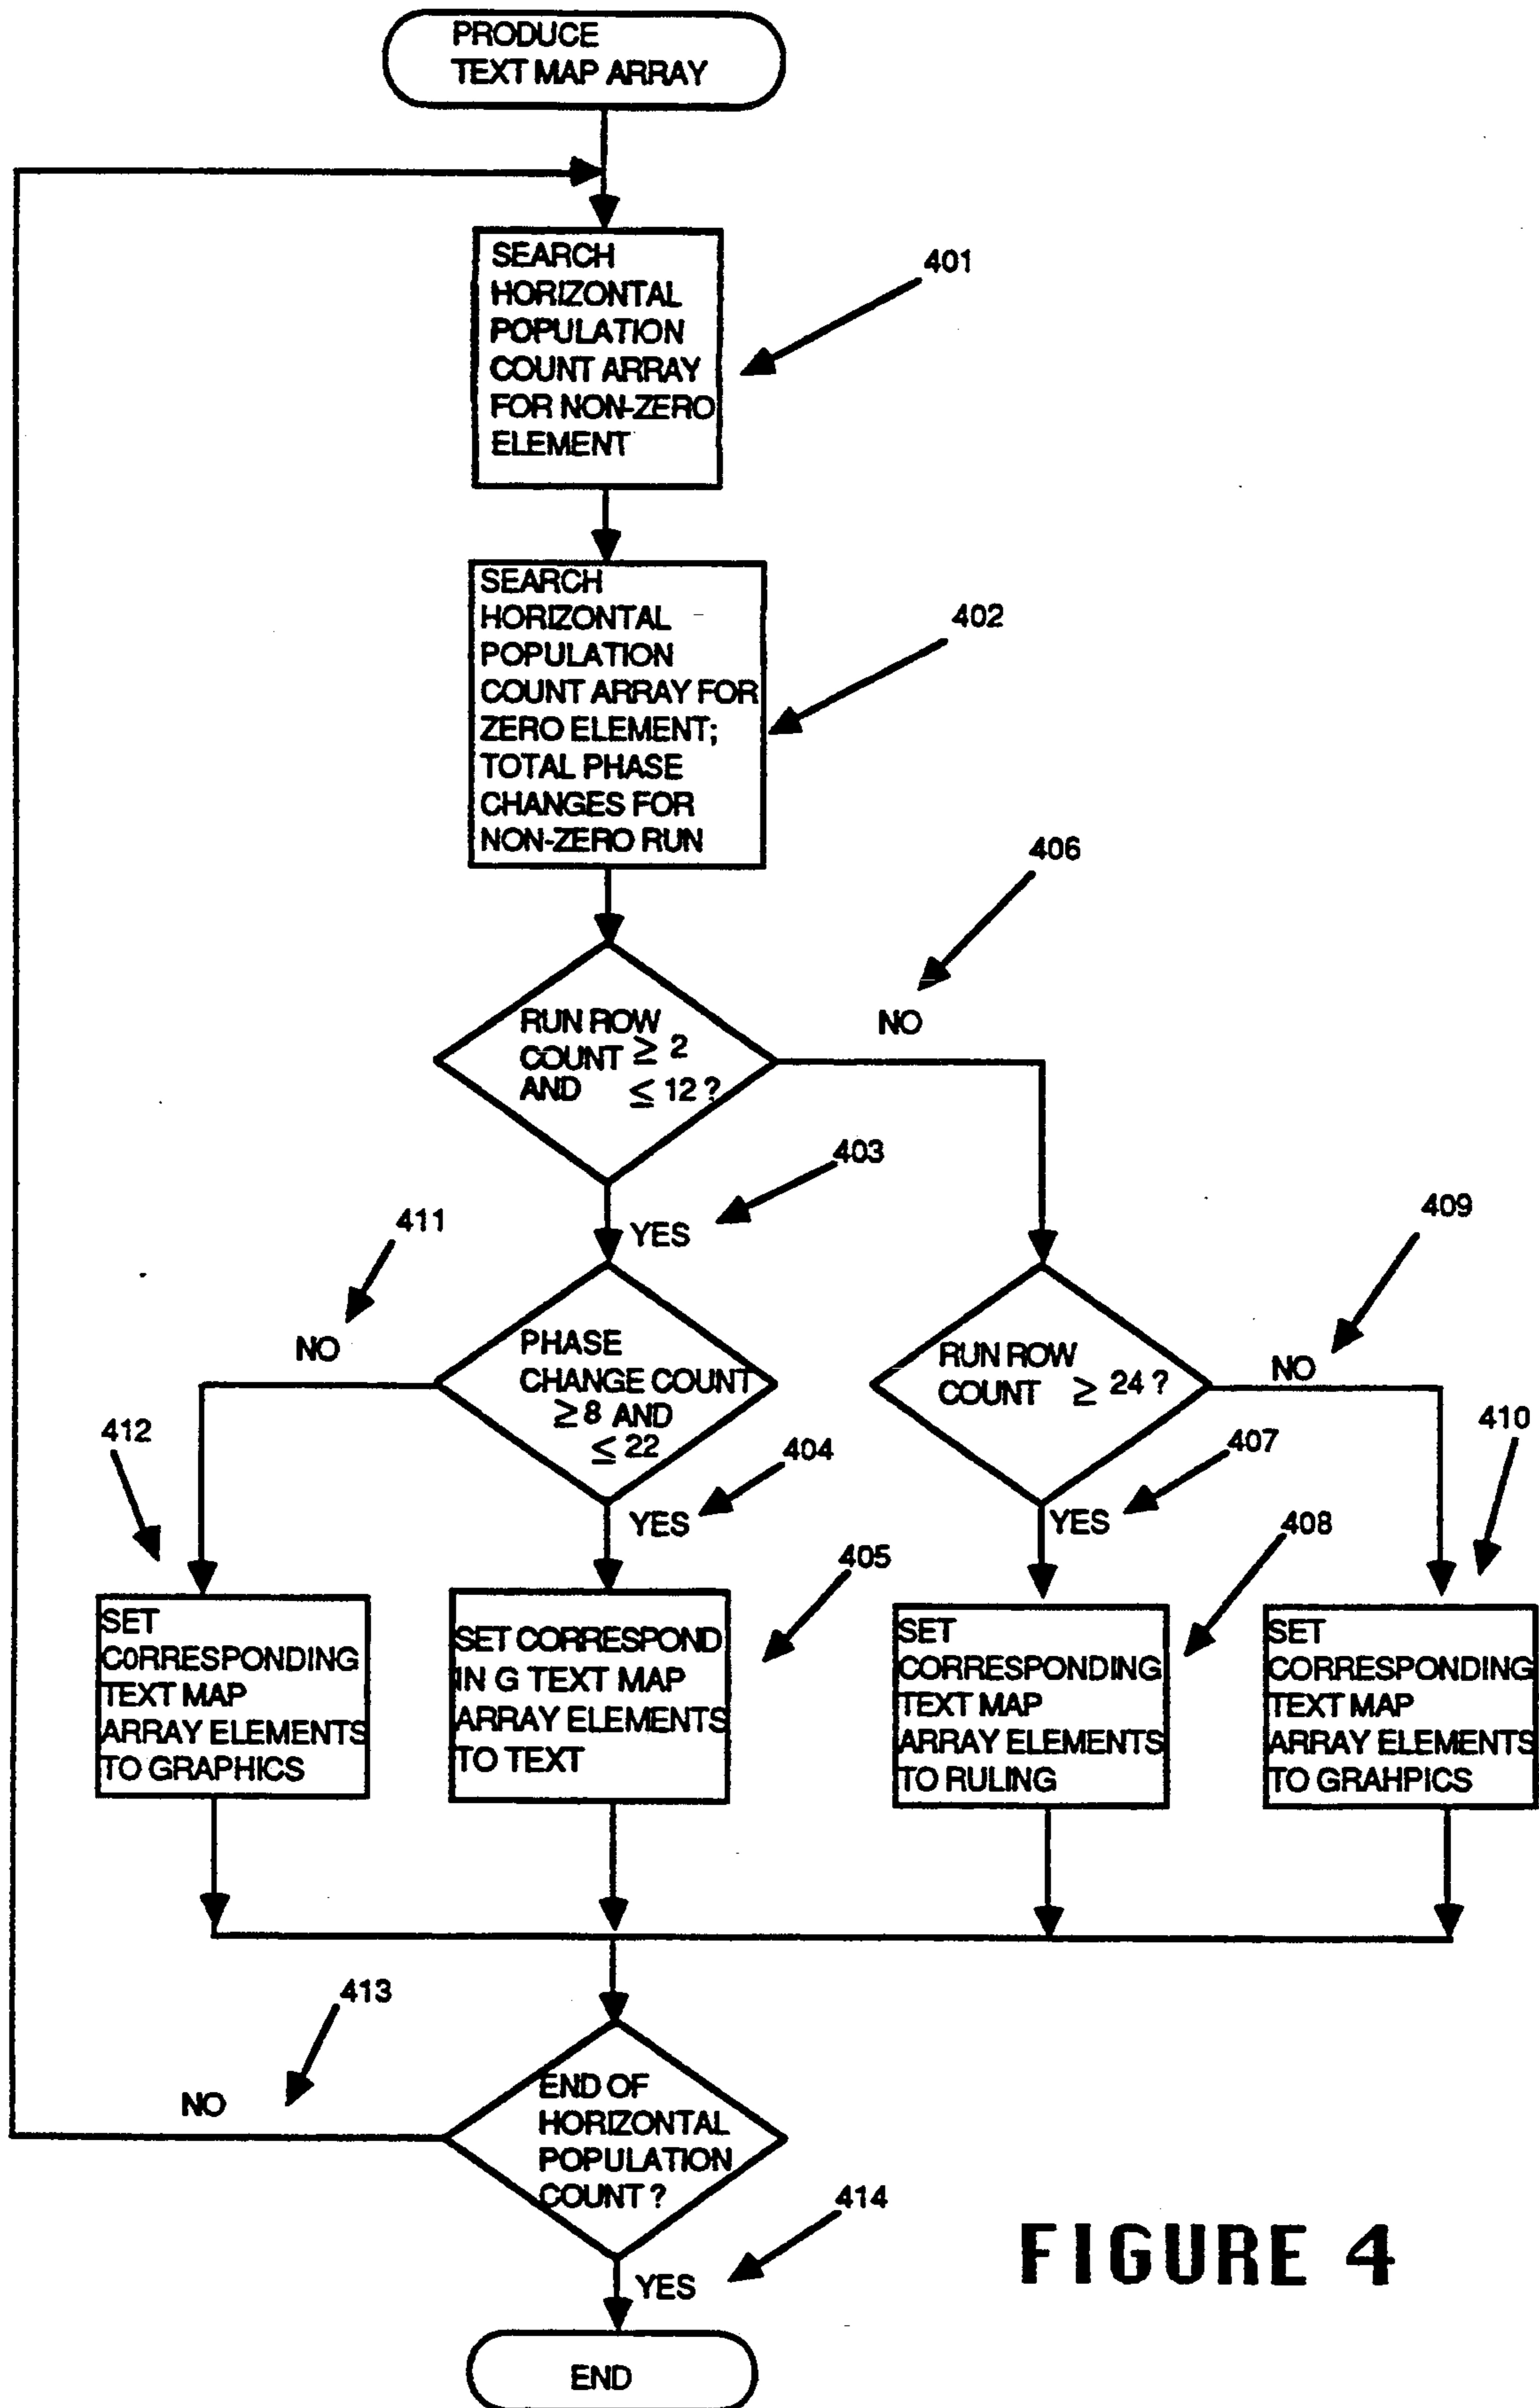 PRODUCE
TEXT MAP ARRAY
SEARCH
HORIZONTAL
POPULATION
COUNT ARRAY
FOR NON-ZERO
ELEMENT
401
SEARCH
HORIZONTAL
POPULATION
COUNT ARRAY FOR
ZERO ELEMENT;
TOTAL PHASE
CHANGES FOR
NON-ZERO RUN
402
406
RUN ROW
COUNT ≥ 2
AND ≤ 12 ?
NO
403
YES
411
NO
PHASE
CHANGE COUNT
≥ 8 AND
≤ 22
409
RUN ROW
COUNT ≥ 24 ?
NO
412
404
YES
407
YES
410
408
405
SET
CORRESPONDING
TEXT MAP
ARRAY ELEMENTS
TO GRAPHICS
SET CORRESPOND
IN G TEXT MAP
ARRAY ELEMENTS
TO TEXT
SET
CORRESPONDING
TEXT MAP
ARRAY ELEMENTS
TO RULING
SET
CORRESPONDING
TEXT MAP
ARRAY ELEMENTS
TO GRAHPICS
413
NO
END OF
HORIZONTAL
POPULATION
COUNT ?
414
YES
END
FIGURE 4